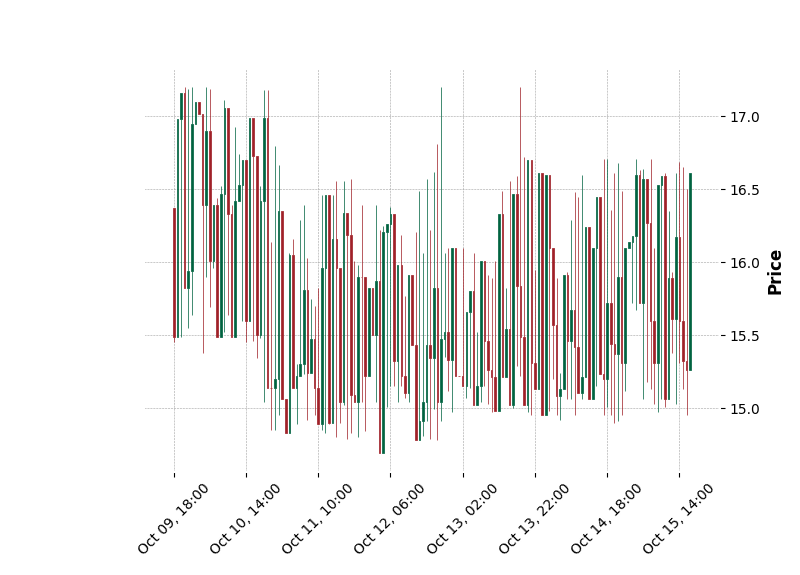 17.0
16.5
16.0
15.5
15.0
Price
Oct 09, 18:00
Oct 10, 14:00
Oct 11, 10:00
Oct 12, 06:00
Oct 13, 02:00
Oct 13, 22:00
Oct 14, 18:00
Oct 15, 14:00